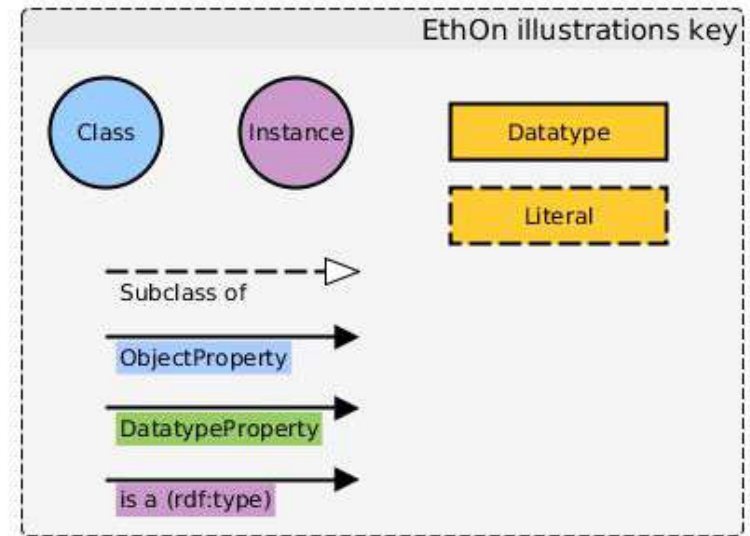 EthOn illustrations key
Class
Instance
Datatype
Literal
Subclass of
ObjectProperty
DatatypeProperty
is a (rdf:type)